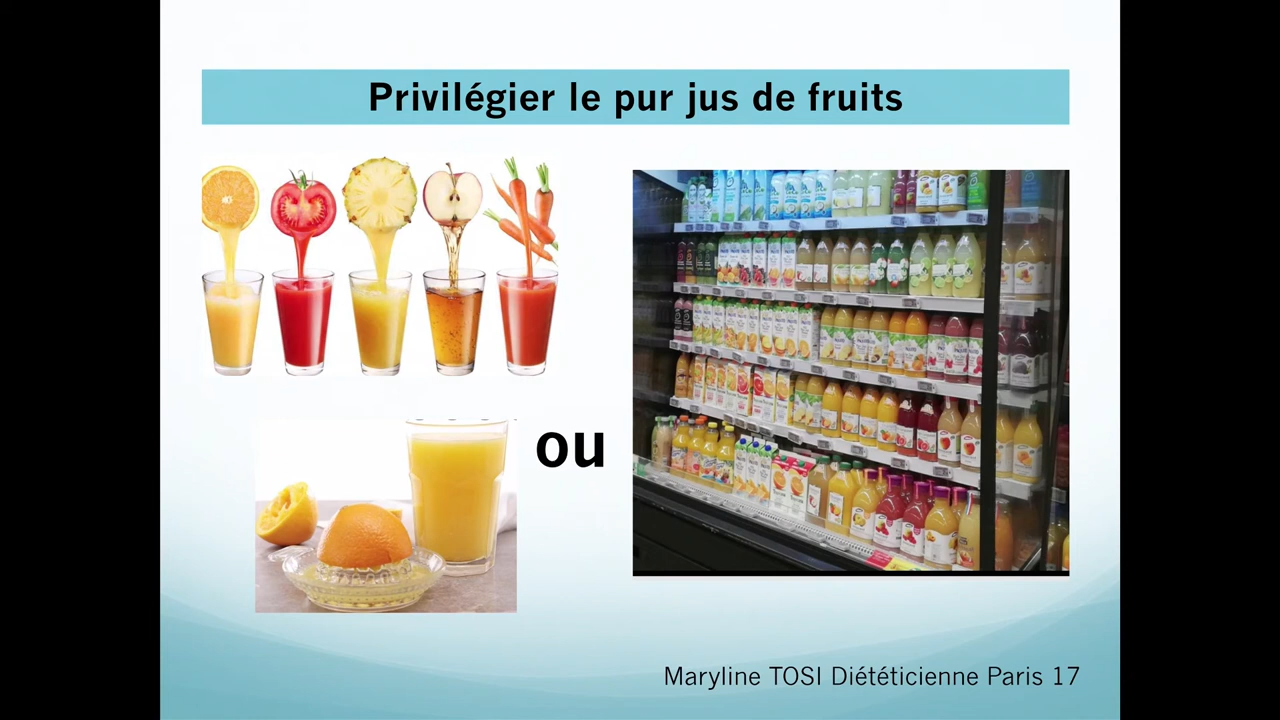 Privilégier le pur jus de fruits
ou
Maryline TOSI Diététicienne Paris 17